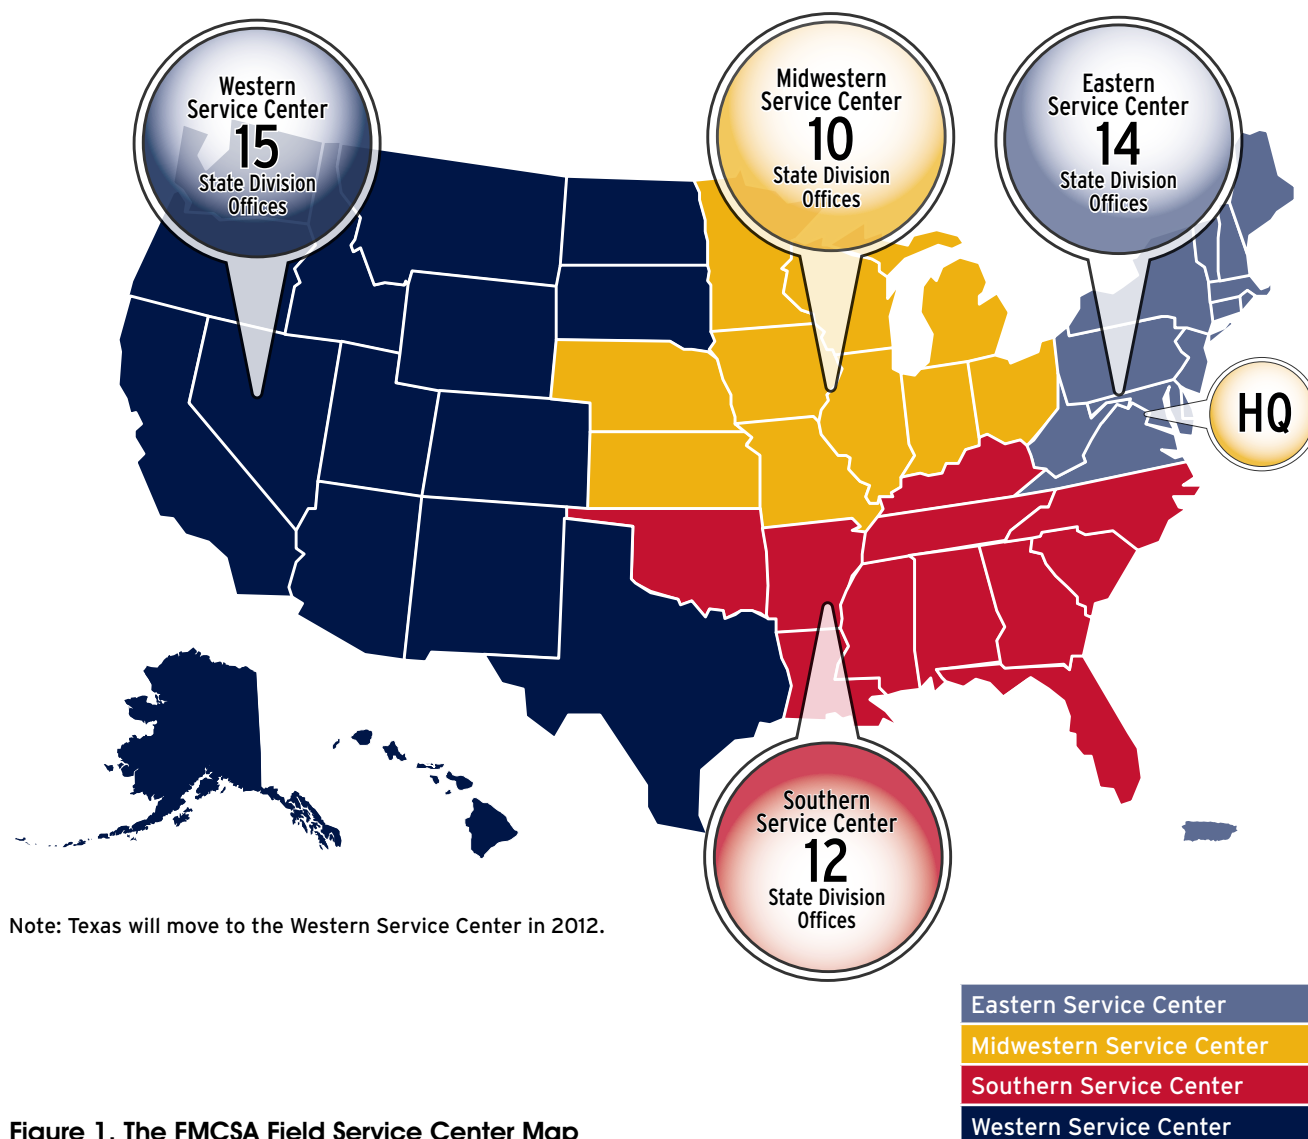 Western
Service Center
15
State Division
Offices
Midwestern
Service Center
10
State Division
Offices
Eastern
Service Center
14
State Division
Offices
HQ
Southern
Service Center
12
State Division
Offices
Note: Texas will move to the Western Service Center in 2012.
Eastern Service Center
Midwestern Service Center
Southern Service Center
Western Service Center
Figure 1. The FMCSA Field Service Center Map